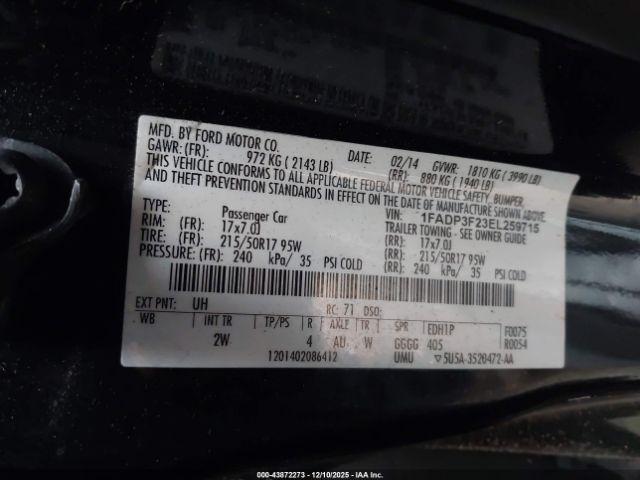 MFD. BY FORD MOTOR CO.
DATE: 02/14 GVWR: 1810 KG ( 3990 LB)
GAWR: (FR): 972 KG ( 2143 LB) (RR): 880 KG ( 1940 LB)
THIS VEHICLE CONFORMS TO ALL APPLICABLE FEDERAL MOTOR VEHICLE SAFETY, BUMPER,
AND THEFT PREVENTION STANDARDS IN EFFECT ON THE DATE OF MANUFACTURE SHOWN ABOVE.
VIN: 1FADP3F23EL259715
Passenger Car TRAILER TOWING - SEE OWNER GUIDE
RIM: (FR): 17x7.0J (RR): 17x7.0J
TIRE: (FR): 215/50R17 95W (RR): 215/50R17 95W
PRESSURE: (FR): 240 kPa/ 35 PSI COLD (RR): 240 kPa/ 35 PSI COLD
EXT PNT: UH RC: 71 DSO:
WB INT TR TP/PS R AXLE TR SPR EDH1P F0075
2W 4 AU W GGGG 405 R0054
1201402086412 UMU ▽5U5A-3520472-AA
000-43872273 - 12/10/2025 - IAA Inc.